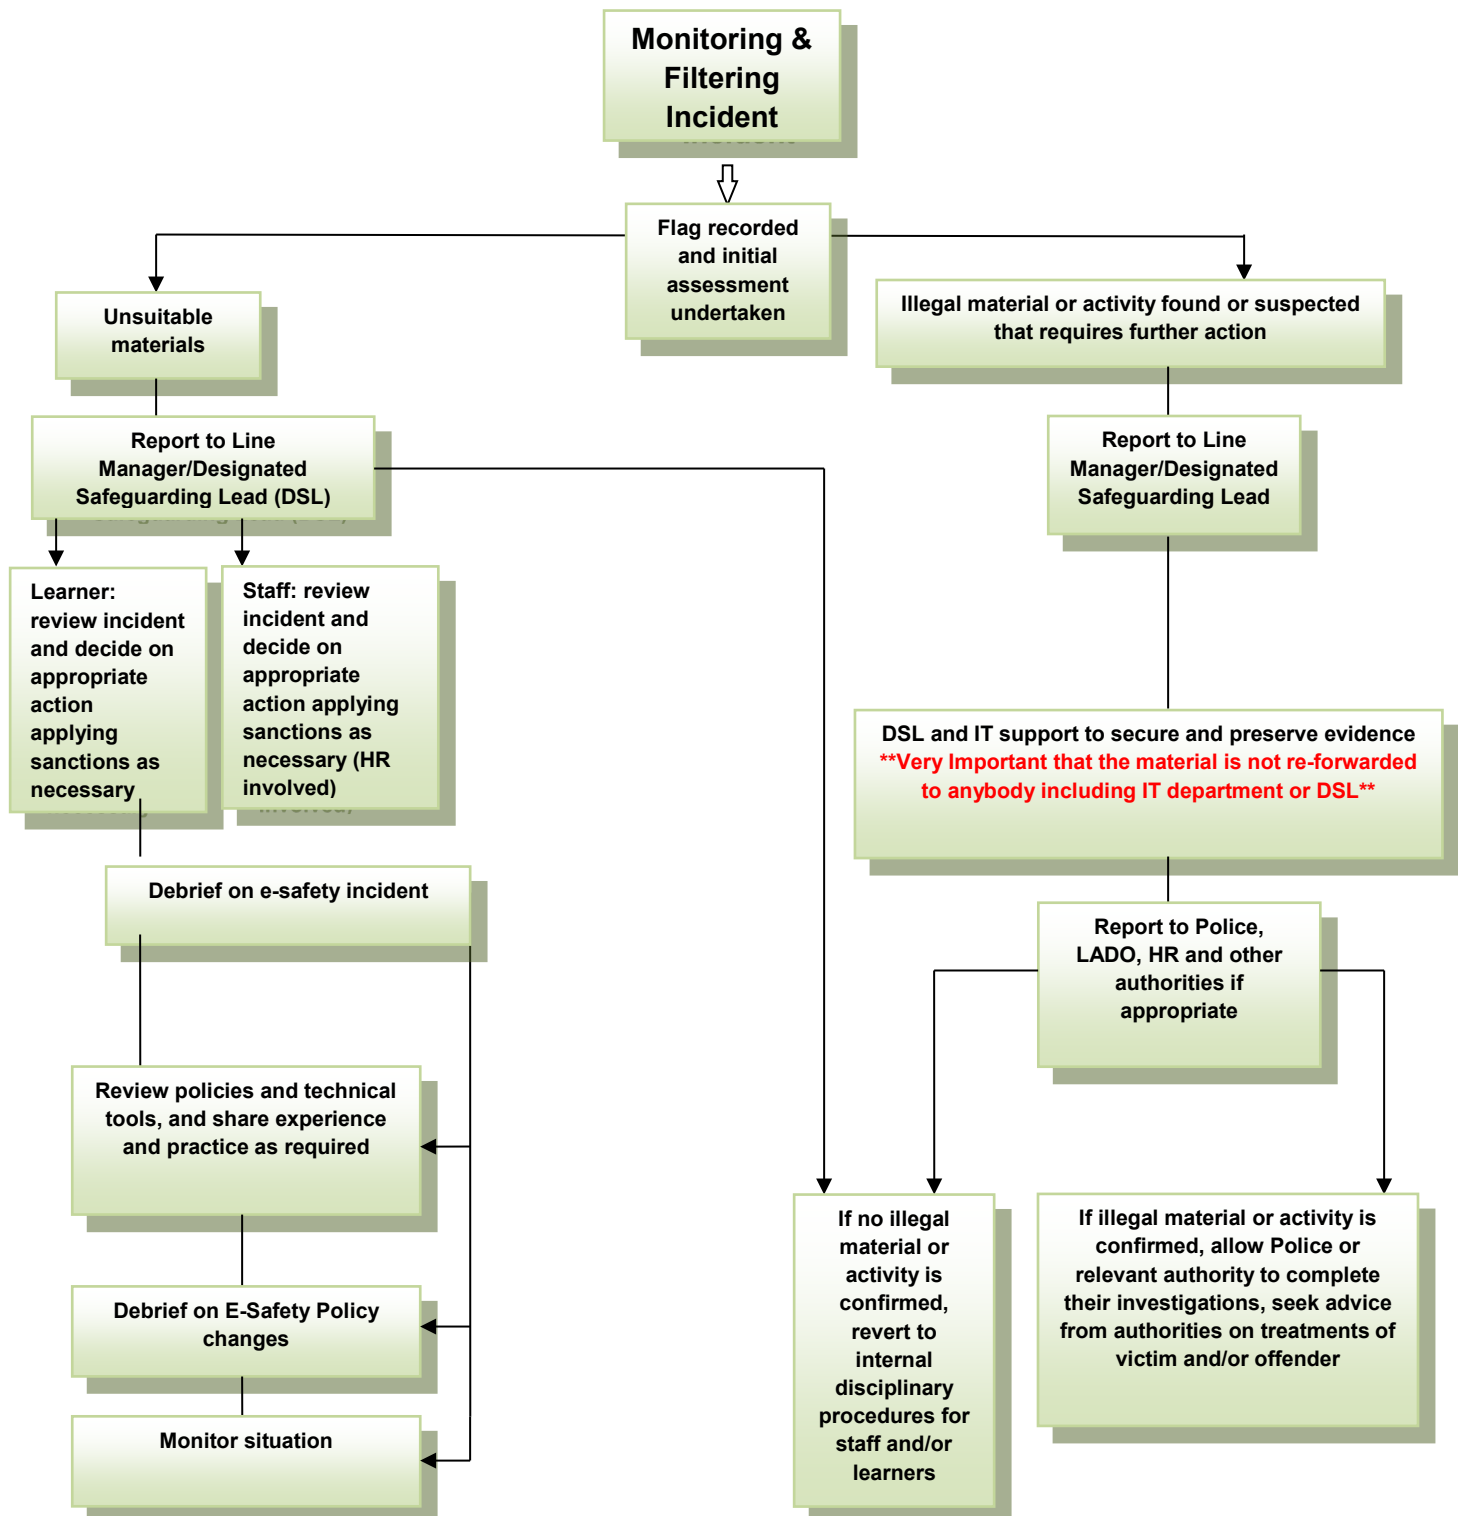 Monitoring &
Filtering
Incident
Flag recorded
and initial
assessment
undertaken
Unsuitable
materials
Illegal material or activity found or suspected
that requires further action
Report to Line
Manager/Designated
Safeguarding Lead (DSL)
Report to Line
Manager/Designated
Safeguarding Lead
Learner:
review incident
and decide on
appropriate
action
applying
sanctions as
necessary
Staff: review
incident and
decide on
appropriate
action applying
sanctions as
necessary (HR
involved)
DSL and IT support to secure and preserve evidence
**Very Important that the material is not re-forwarded
to anybody including IT department or DSL**
Debrief on e-safety incident
Report to Police,
LADO, HR and other
authorities if
appropriate
Review policies and technical
tools, and share experience
and practice as required
Debrief on E-Safety Policy
changes
Monitor situation
If no illegal
material or
activity is
confirmed,
revert to
internal
disciplinary
procedures for
staff and/or
learners
If illegal material or activity is
confirmed, allow Police or
relevant authority to complete
their investigations, seek advice
from authorities on treatments of
victim and/or offender